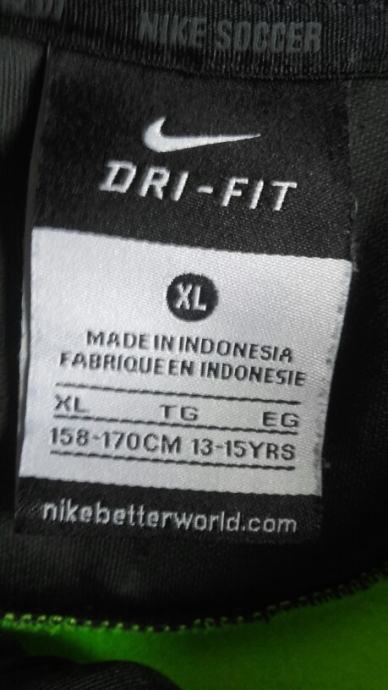 NIKE SOCCER
DRI-FIT
XL
MADE IN INDONESIA
FABRIQUE EN INDONESIE
XL TG EG
158-170CM 13-15YRS
nikebetterworld.com